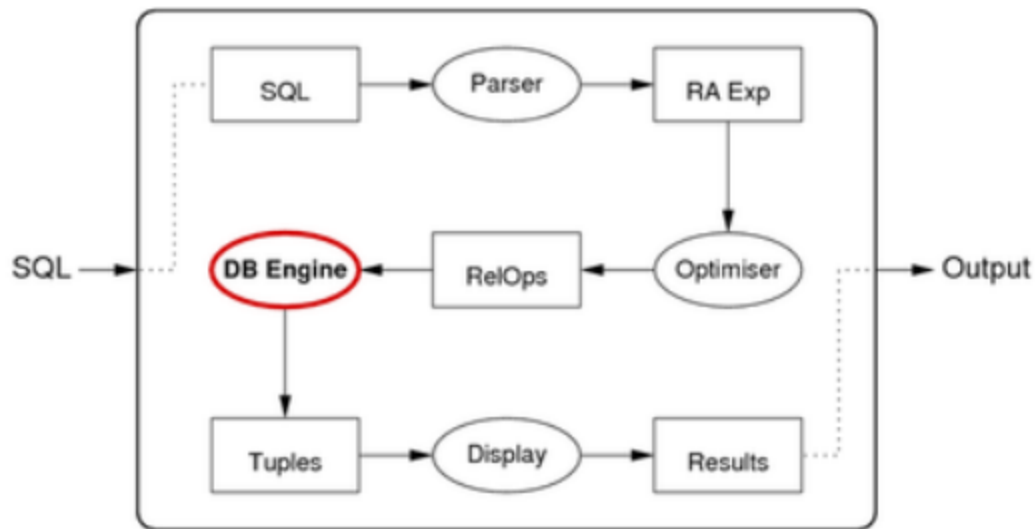 SQL
Parser
RA Exp
SQL
DB Engine
RelOps
Optimiser
Output
Tuples
Display
Results